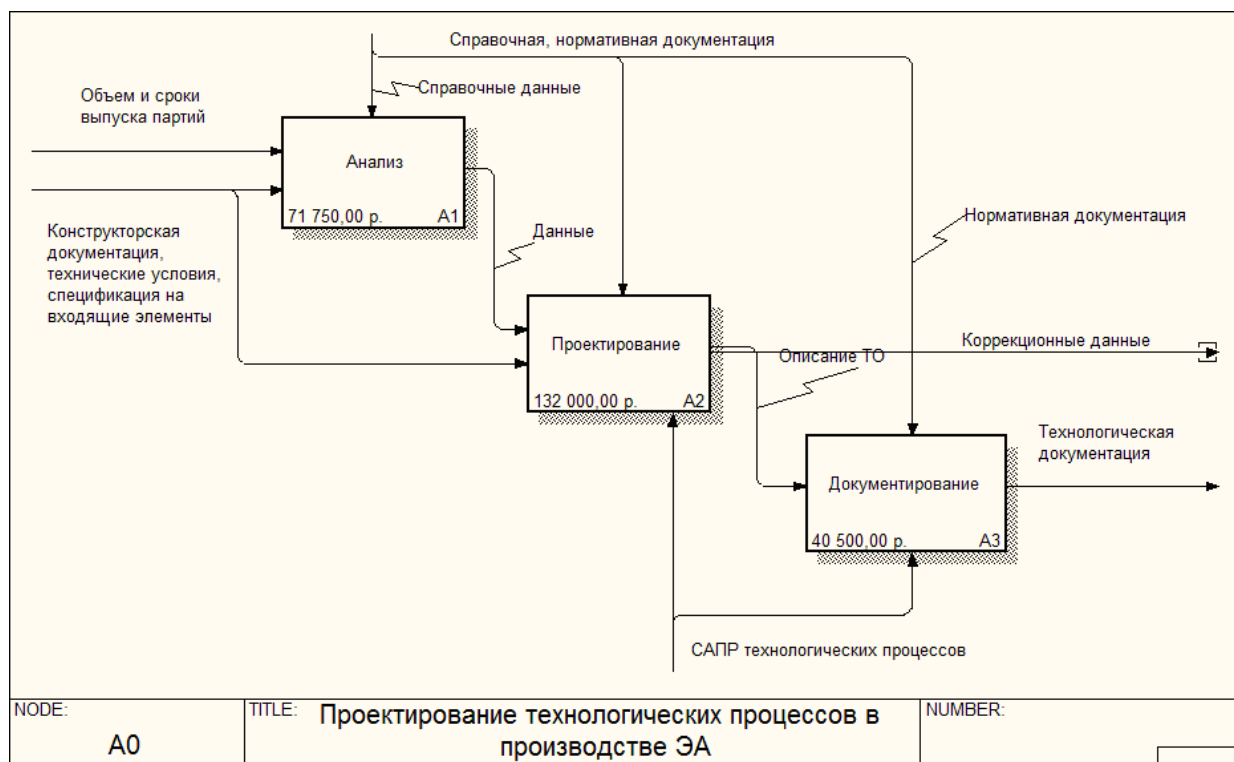 Справочная, нормативная документация
Справочные данные
Объем и сроки
выпуска партий
Анализ
71 750,00 р.
A1
Конструкторская
документация,
технические условия,
спецификация на
входящие элементы
Данные
Нормативная документация
Проектирование
132 000,00 р.
A2
Коррекционные данные
Описание ТО
Технологическая
документация
Документирование
40 500,00 р.
A3
САПР технологических процессов
NODE:
A0
TITLE:
Проектирование технологических процессов в
производстве ЭА
NUMBER: